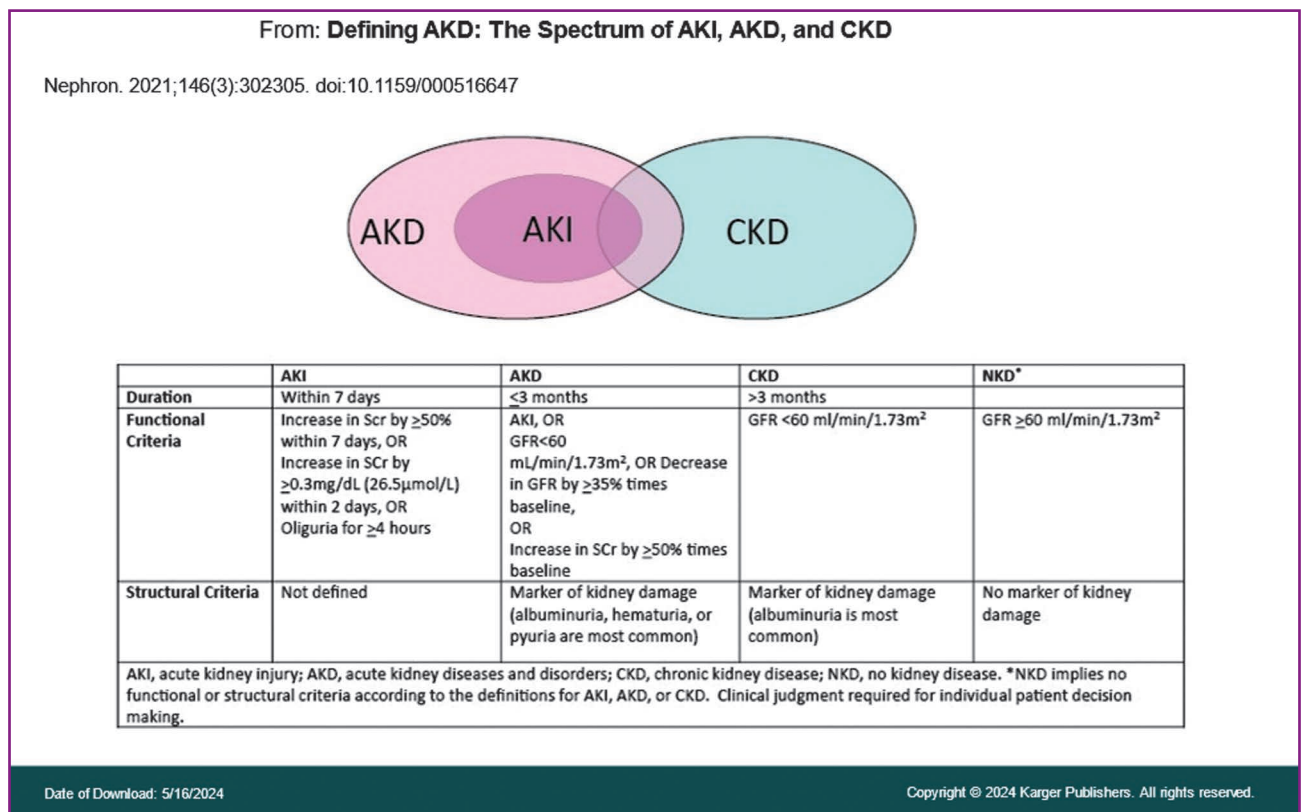 From: Defining AKD: The Spectrum of AKI, AKD, and CKD
Nephron. 2021;146(3):302305. doi:10.1159/000516647
AKD
AKI
CKD
AKI
AKD
CKD
NKD*
Duration
Within 7 days
≤3 months
>3 months
Functional
Criteria
Increase in Scr by ≥50%
within 7 days, OR
Increase in SCr by
≥0.3mg/dL (26.5µmol/L)
within 2 days, OR
Oliguria for ≥4 hours
AKI, OR
GFR<60
mL/min/1.73m², OR Decrease
in GFR by ≥35% times
baseline,
OR
Increase in SCr by ≥50% times
baseline
GFR <60 ml/min/1.73m²
GFR ≥60 ml/min/1.73m²
Structural Criteria
Not defined
Marker of kidney damage
(albuminuria, hematuria, or
pyuria are most common)
Marker of kidney damage
(albuminuria is most
common)
No marker of kidney
damage
AKI, acute kidney injury; AKD, acute kidney diseases and disorders; CKD, chronic kidney disease; NKD, no kidney disease. *NKD implies no
functional or structural criteria according to the definitions for AKI, AKD, or CKD. Clinical judgment required for individual patient decision
making.
Date of Download: 5/16/2024
Copyright © 2024 Karger Publishers. All rights reserved.